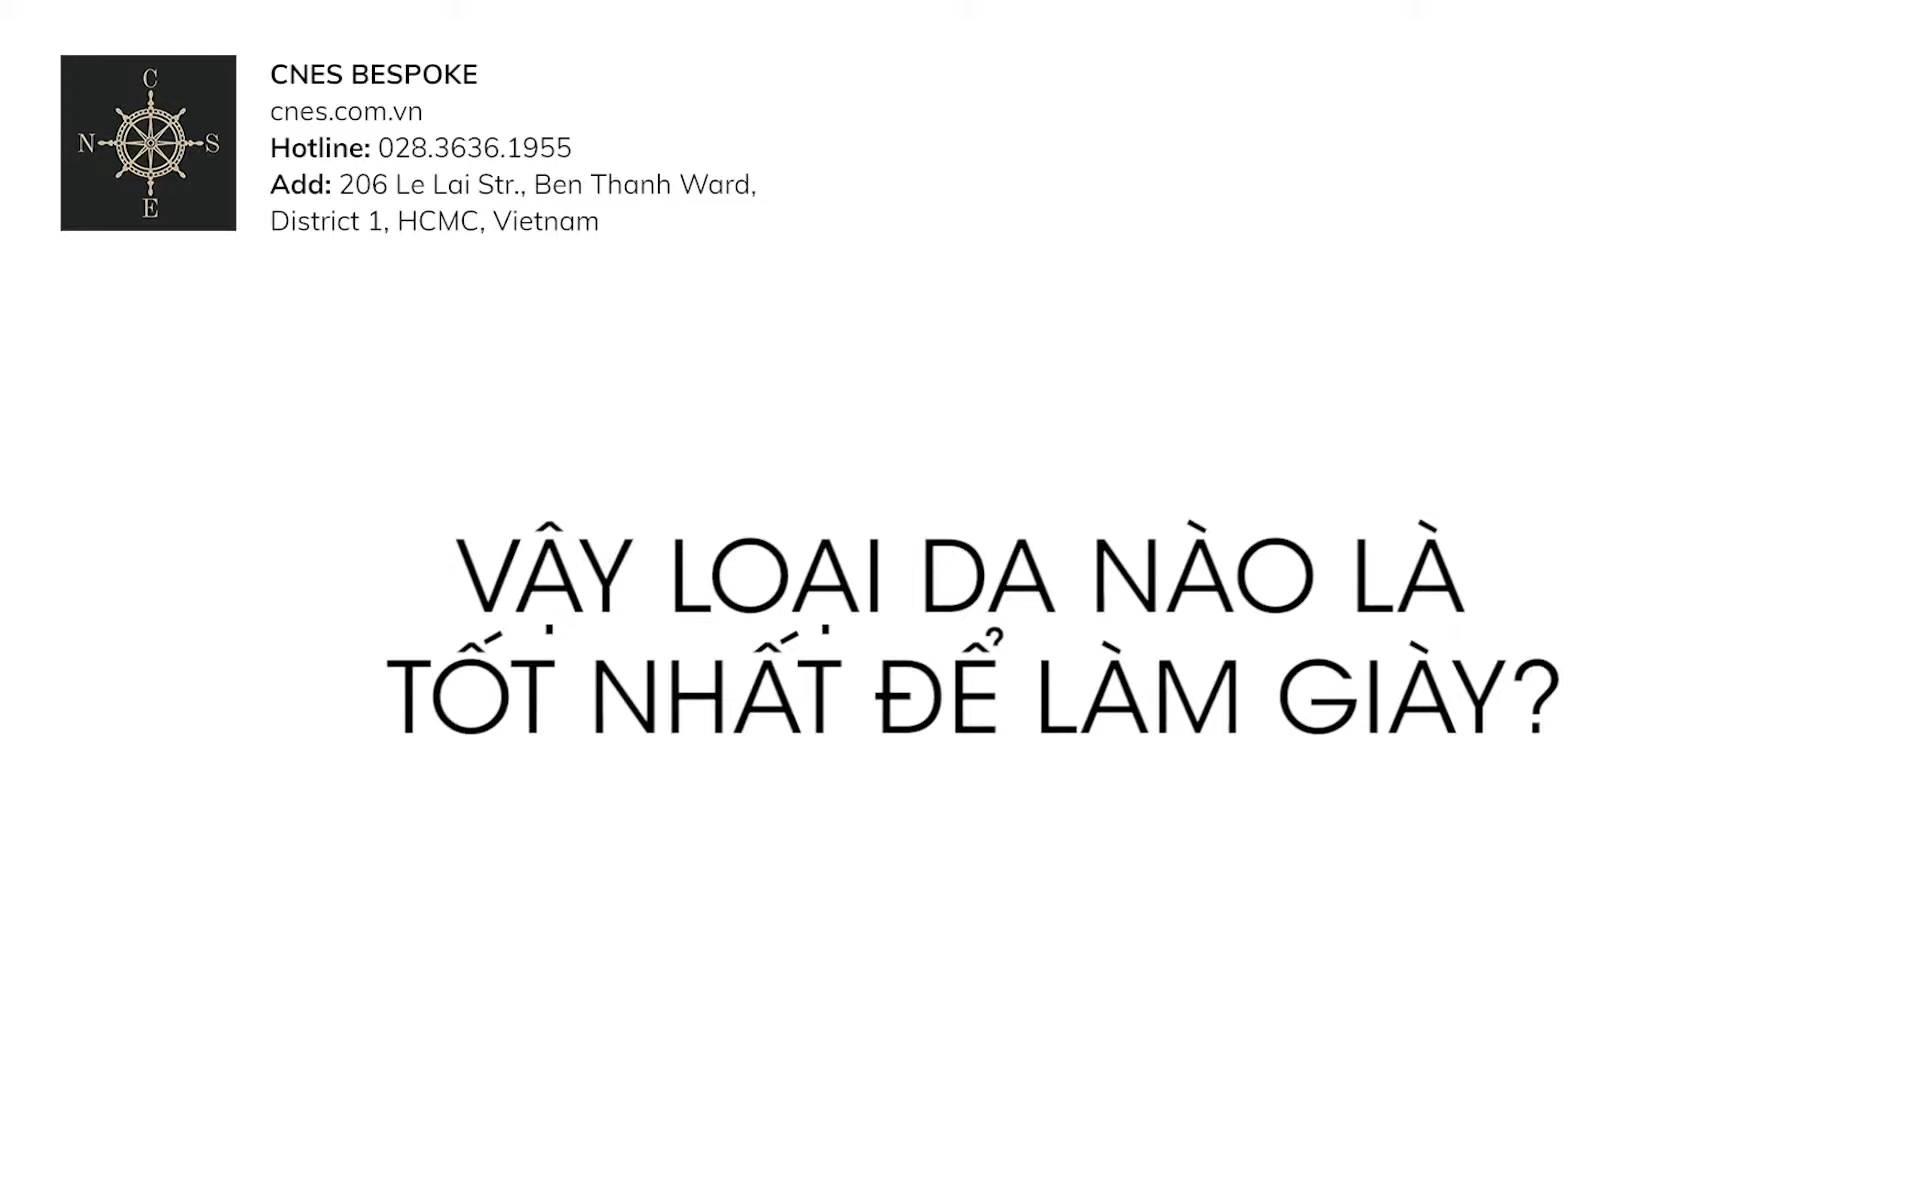 C
N S
E
CNES BESPOKE
cnes.com.vn
Hotline: 028.3636.1955
Add: 206 Le Lai Str., Ben Thanh Ward,
District 1, HCMC, Vietnam
VẬY LOẠI DA NÀO LÀ
TỐT NHẤT ĐỂ LÀM GIÀY?